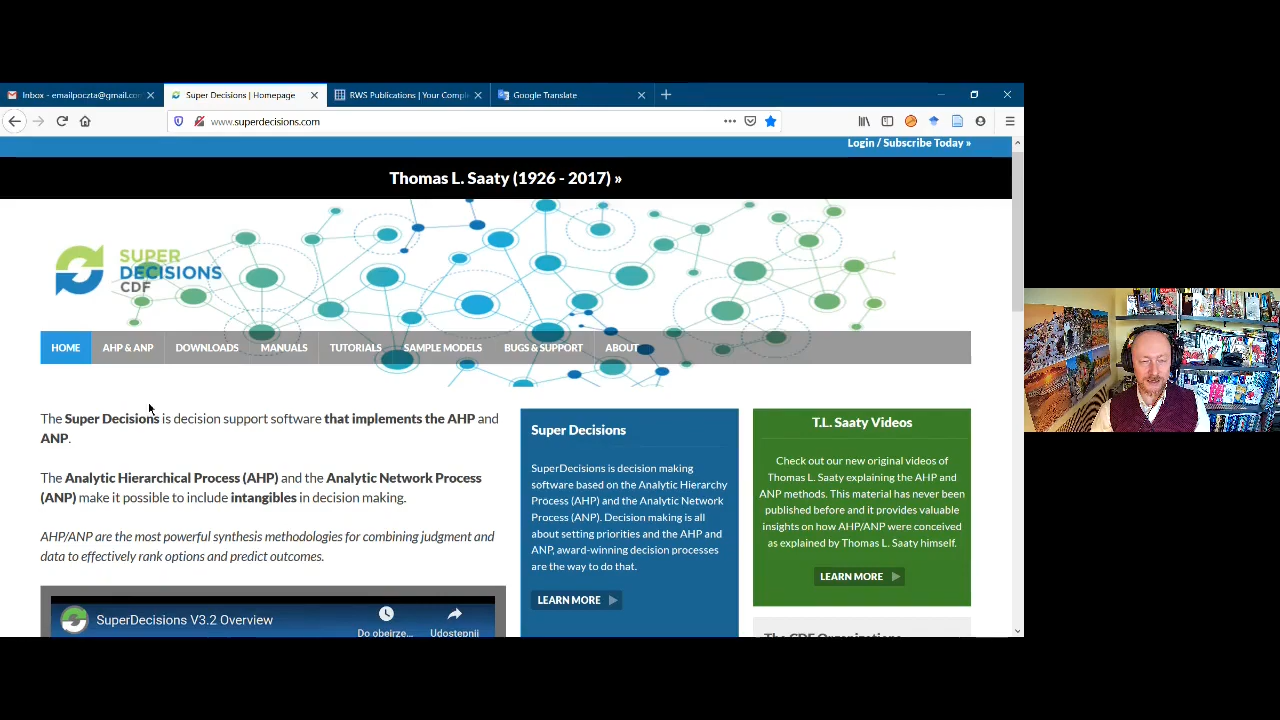 Inbox - emailpoczta@gmail.co
Super Decisions | Homepage
RWS Publications | Your Compl
Google Translate
www.superdecisions.com
Login / Subscribe Today »
Thomas L. Saaty (1926 - 2017) »
SUPER
DECISIONS
CDF
HOME
AHP & ANP
DOWNLOADS
MANUALS
TUTORIALS
SAMPLE MODELS
BUGS & SUPPORT
ABOUT
The Super Decisions is decision support software that implements the AHP and
ANP.
The Analytic Hierarchical Process (AHP) and the Analytic Network Process
(ANP) make it possible to include intangibles in decision making.
AHP/ANP are the most powerful synthesis methodologies for combining judgment and
data to effectively rank options and predict outcomes.
SuperDecisions V3.2 Overview
Do obejrze...
Udostępnij
Super Decisions
SuperDecisions is decision making
software based on the Analytic Hierarchy
Process (AHP) and the Analytic Network
Process (ANP). Decision making is all
about setting priorities and the AHP and
ANP, award-winning decision processes
are the way to do that.
LEARN MORE
T.L. Saaty Videos
Check out our new original videos of
Thomas L. Saaty explaining the AHP and
ANP methods. This material has never been
published before and it provides valuable
insights on how AHP/ANP were conceived
as explained by Thomas L. Saaty himself.
LEARN MORE
The CDF Organizations